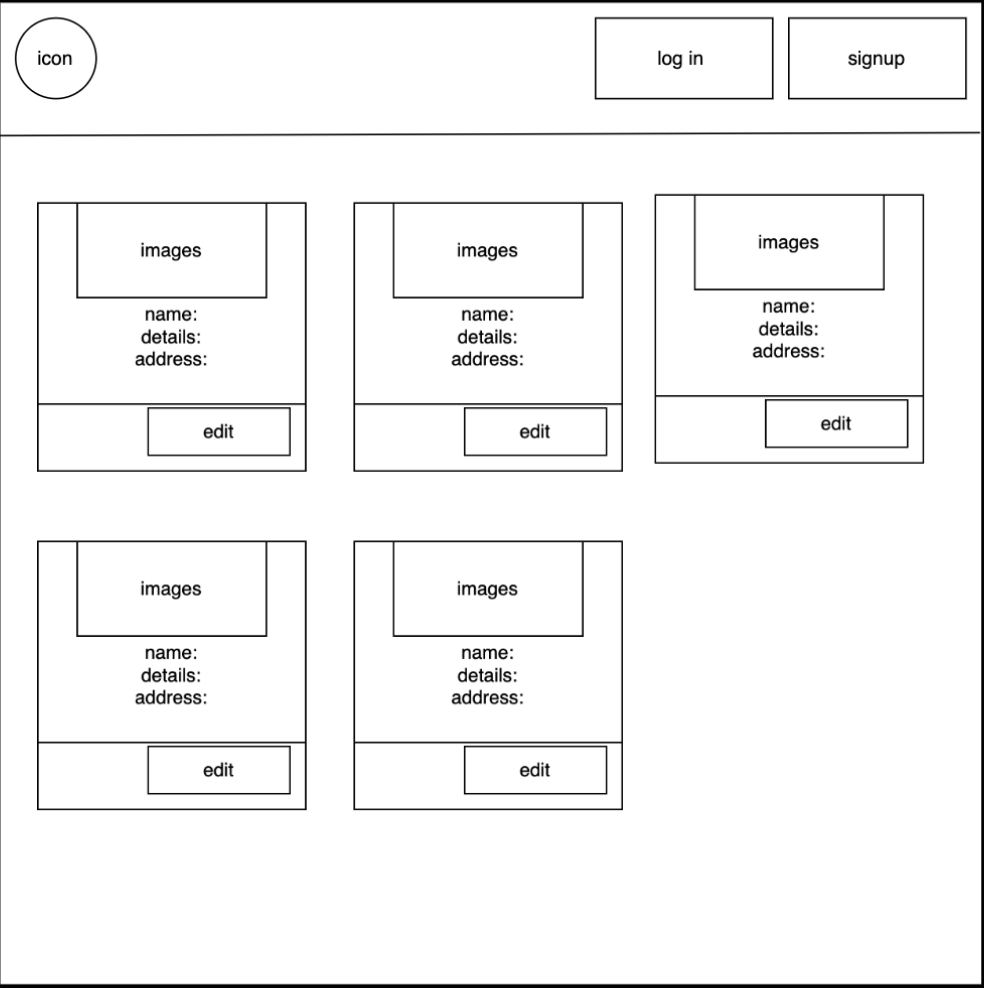 icon
log in
signup
images
name:
details:
address:
edit
images
name:
details:
address:
edit
images
name:
details:
address:
edit
images
name:
details:
address:
edit
images
name:
details:
address:
edit